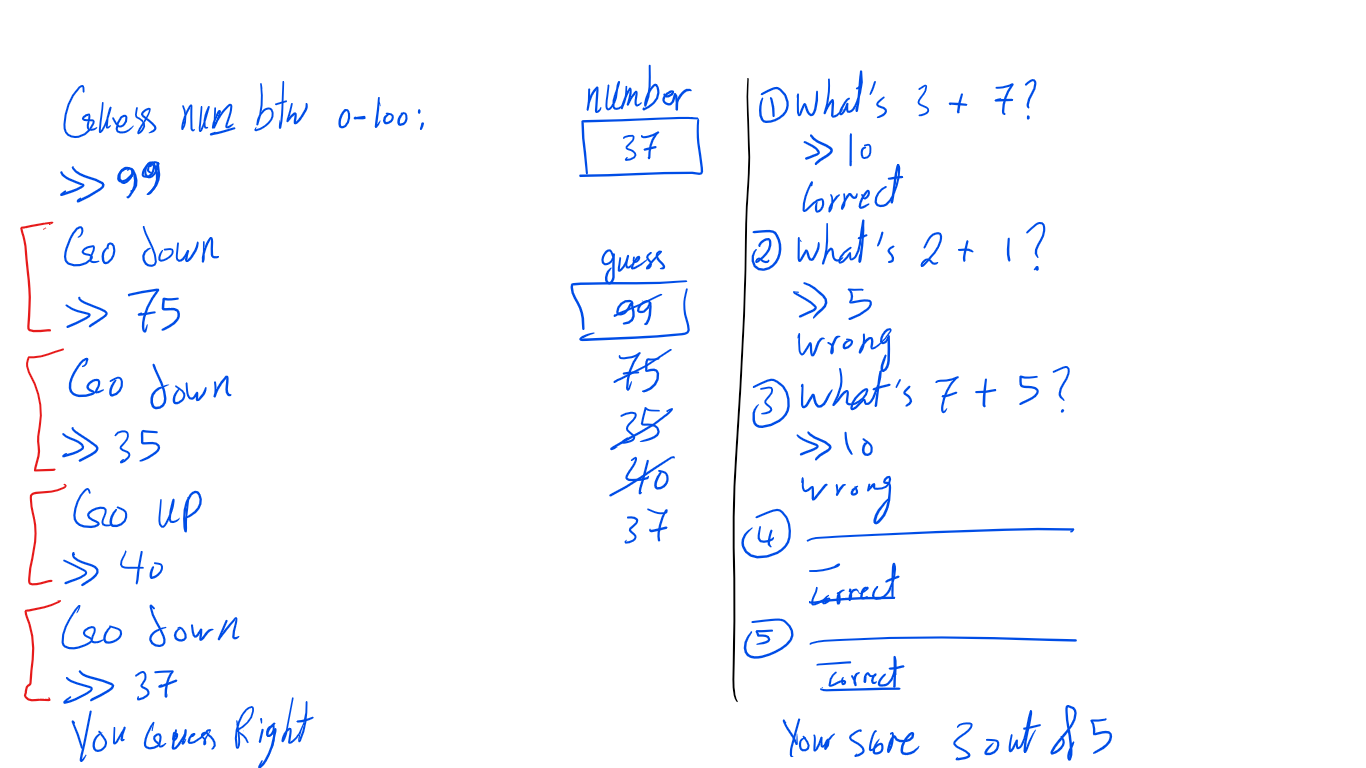 Guess num btw 0-100:
>> 99
Go down
>> 75
Go down
>> 35
Go up
>> 40
Go down
>> 37
You Guess Right
number
37
guess
99
75
35
40
37
① What's 3 + 7?
>> 10
Correct
② What's 2 + 1?
>> 5
wrong
③ What's 7 + 5?
>> 10
wrong
④
Correct
⑤
Correct
Your score 3 out of 5